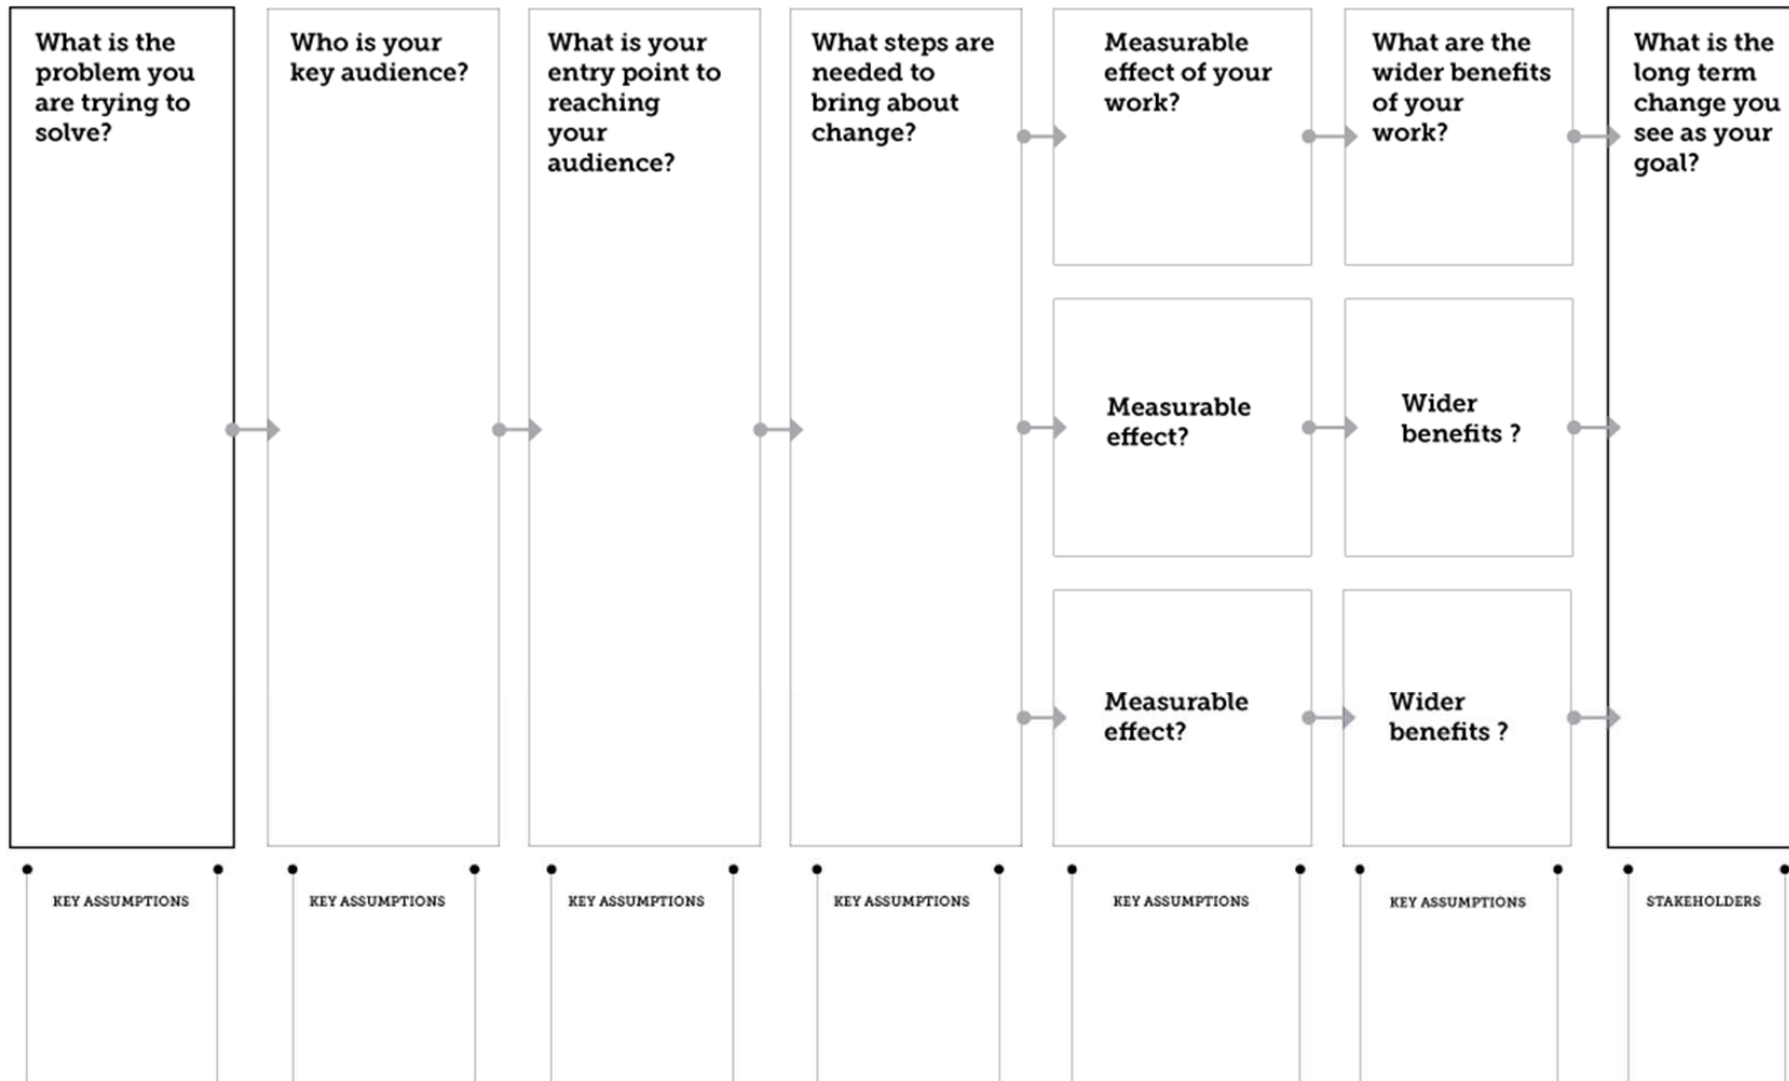 What is the
problem you
are trying to
solve?
Who is your
key audience?
What is your
entry point to
reaching
your
audience?
What steps are
needed to
bring about
change?
Measurable
effect of your
work?
What are the
wider benefits
of your
work?
What is the
long term
change you
see as your
goal?
Measurable
effect?
Wider
benefits ?
Measurable
effect?
Wider
benefits ?
KEY ASSUMPTIONS
KEY ASSUMPTIONS
KEY ASSUMPTIONS
KEY ASSUMPTIONS
KEY ASSUMPTIONS
KEY ASSUMPTIONS
STAKEHOLDERS